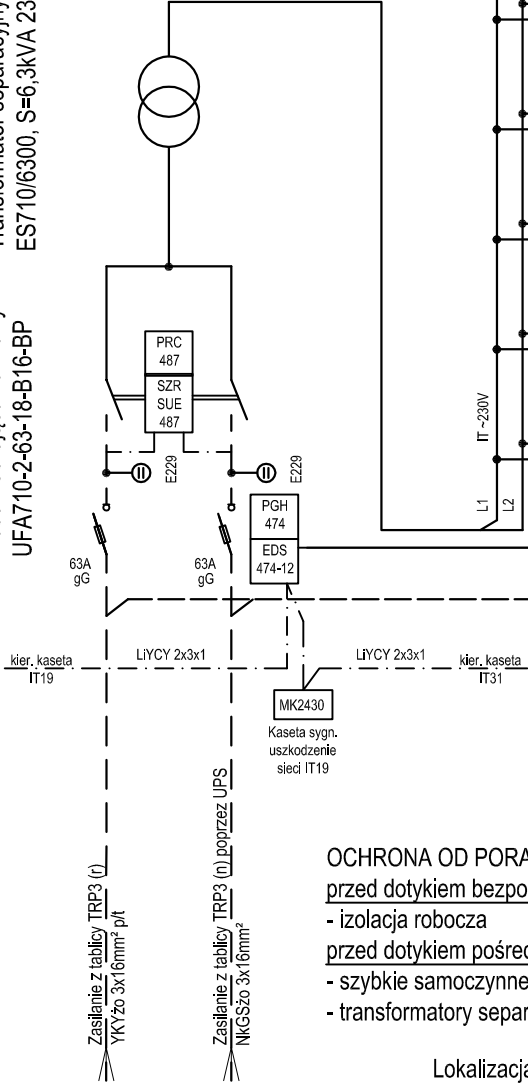 ES710/6300, S=6,3kVA 23
UFA710-2-63-18-B16-BP
PRC
487
SZR
SUE
487
E229
E229
IT ~230V
L1
L2
PGH
474
EDS
474-12
63A
gG
63A
gG
kier. kaseta
IT19
LiYCY 2x3x1
LiYCY 2x3x1
kier. kaseta
IT31
MK2430
Kaseta sygn.
uszkodzenie
sieci IT19
Zasilanie z tablicy TRP3 (r)
YKYżo 3x16mm² p/t
Zasilanie z tablicy TRP3 (n) poprzez UPS
NkGSżo 3x16mm²
OCHRONA OD PORA
przed dotykiem bezpo
- izolacja robocza
przed dotykiem pośred
- szybkie samoczynne
- transformatory separ
Lokalizacja